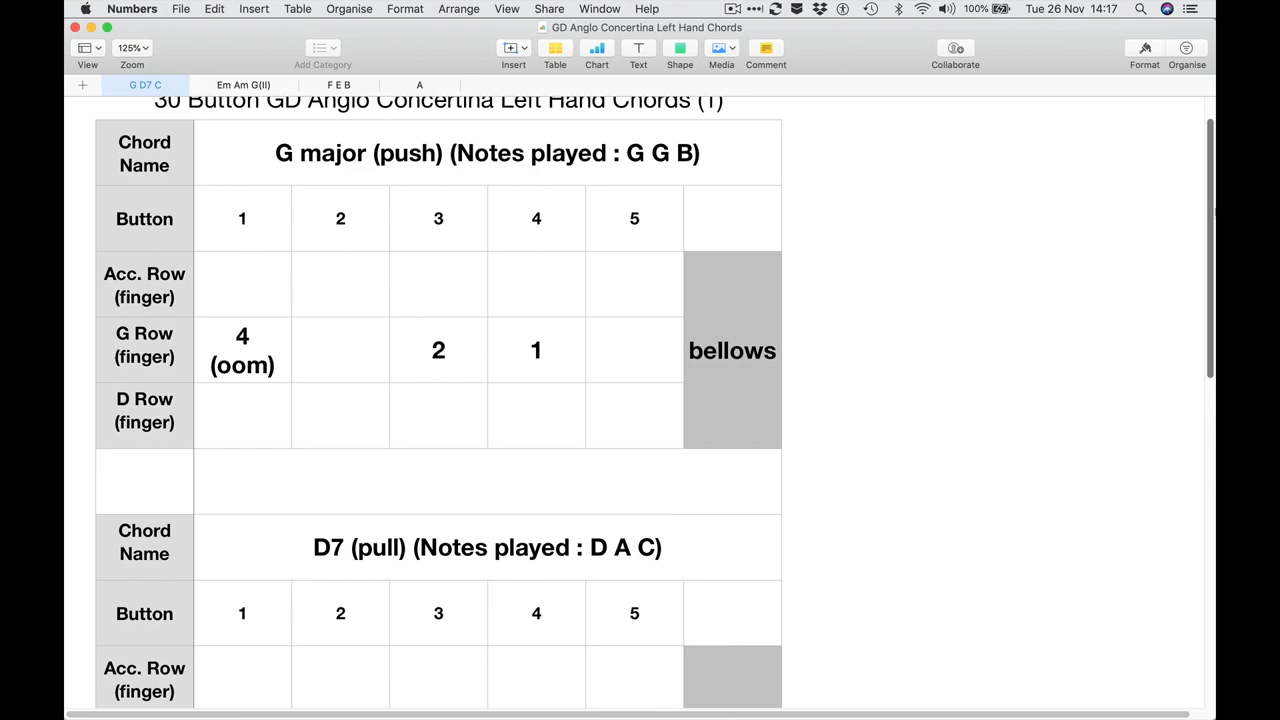 Numbers File Edit Insert Table Organise Format Arrange View Share Window Help 100% Tue 26 Nov 14:17
GD Anglo Concertina Left Hand Chords
125%
View Zoom Add Category Insert Table Chart Text Shape Media Comment Collaborate Format Organise
G D7 C Em Am G(II) F E B A
30 Button GD Anglo Concertina Left Hand Chords (1)
Chord Name
G major (push) (Notes played : G G B)
Button 1 2 3 4 5
Acc. Row
(finger)
G Row
(finger)
4
(oom)
2 1
bellows
D Row
(finger)
Chord Name
D7 (pull) (Notes played : D A C)
Button 1 2 3 4 5
Acc. Row
(finger)